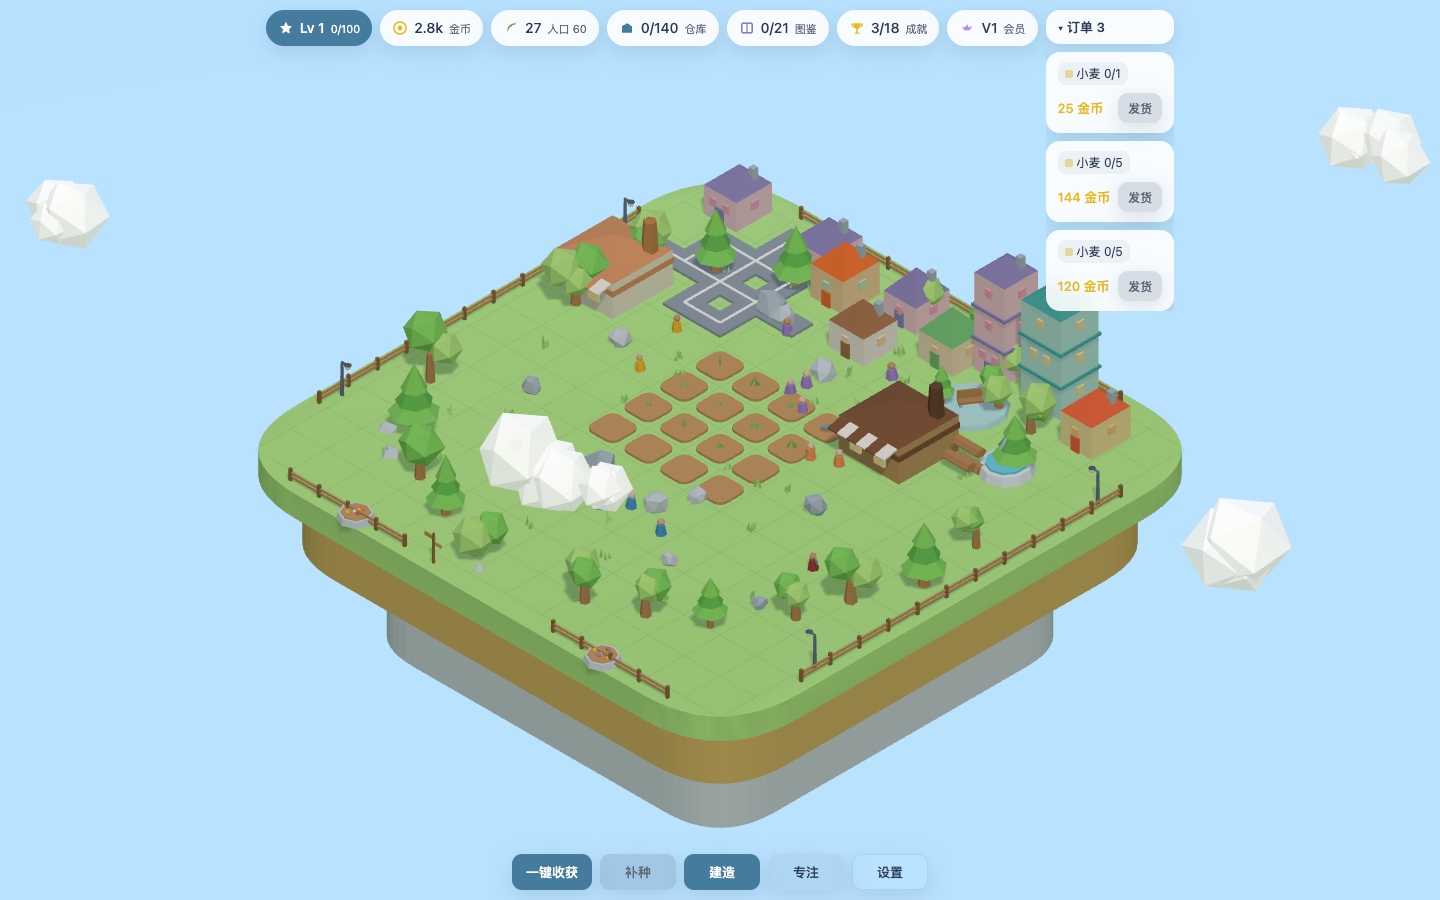 Lv 1 0/100
2.8k 金币
27 人口 60
0/140 仓库
0/21 图鉴
3/18 成就
V1 会员
▾ 订单 3
小麦 0/1
25 金币 发货
小麦 0/5
144 金币 发货
小麦 0/5
120 金币 发货
一键收获
补种
建造
专注
设置